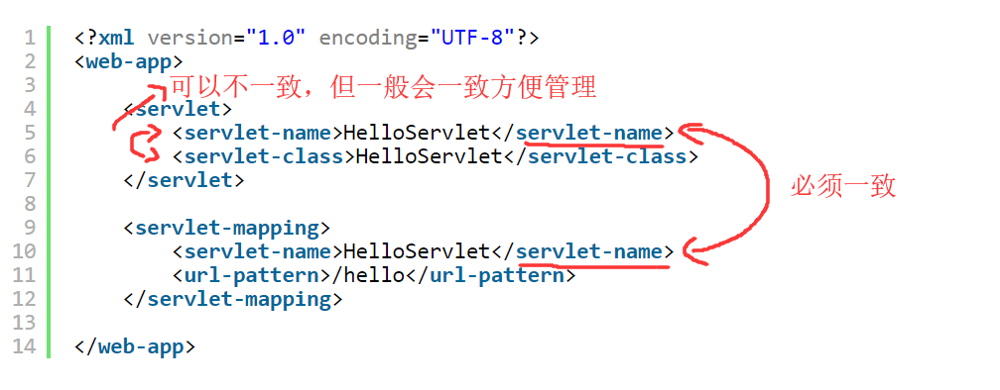 1 <?xml version="1.0" encoding="UTF-8"?>
2 <web-app>
3 可以不一致，但一般会一致方便管理
4 <servlet>
5 <servlet-name>HelloServlet</servlet-name>
6 <servlet-class>HelloServlet</servlet-class>
7 </servlet>
必须一致
8
9 <servlet-mapping>
10 <servlet-name>HelloServlet</servlet-name>
11 <url-pattern>/hello</url-pattern>
12 </servlet-mapping>
13
14 </web-app>